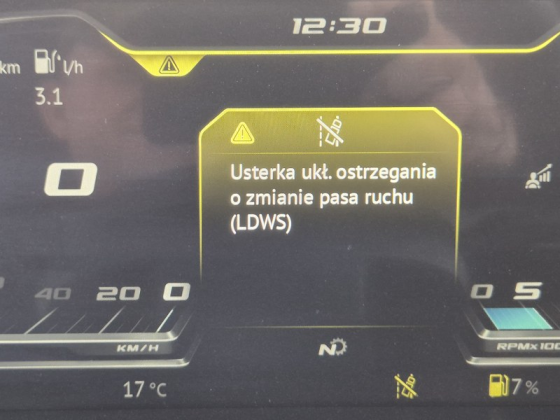 12:30
km l/h
3.1
Usterka ukł. ostrzegania
o zmianie pasa ruchu
(LDWS)
0
40 20 0
0 5
KM/H
RPMx100
N
17 °C
7 %